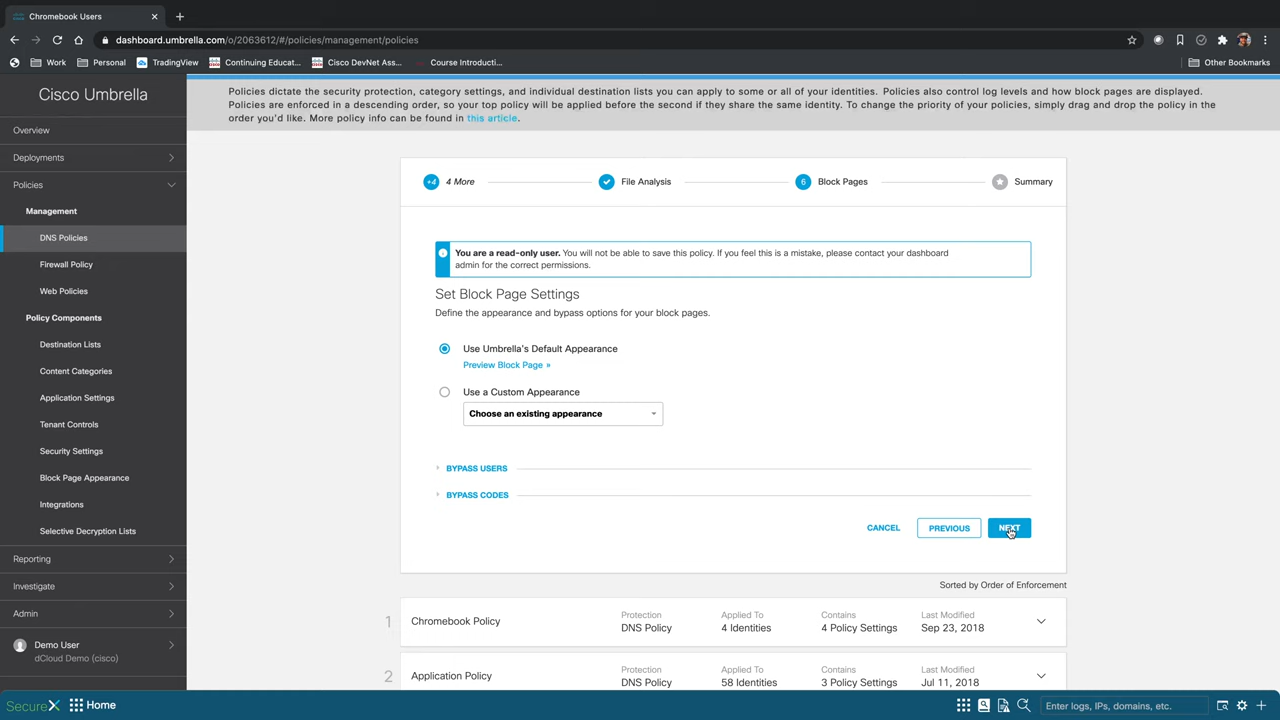 Chromebook Users
dashboard.umbrella.com/o/2063612/#/policies/management/policies
Work
Personal
TradingView
Continuing Educat...
Cisco DevNet Ass...
Course Introducti...
Other Bookmarks
Cisco Umbrella
Overview
Deployments
Policies
Management
DNS Policies
Firewall Policy
Web Policies
Policy Components
Destination Lists
Content Categories
Application Settings
Tenant Controls
Security Settings
Block Page Appearance
Integrations
Selective Decryption Lists
Reporting
Investigate
Admin
Demo User
dCloud Demo (cisco)
Policies dictate the security protection, category settings, and individual destination lists you can apply to some or all of your identities. Policies also control log levels and how block pages are displayed.
Policies are enforced in a descending order, so your top policy will be applied before the second if they share the same identity. To change the priority of your policies, simply drag and drop the policy in the
order you'd like. More policy info can be found in this article.
+4 4 More
File Analysis
6 Block Pages
Summary
You are a read-only user. You will not be able to save this policy. If you feel this is a mistake, please contact your dashboard
admin for the correct permissions.
Set Block Page Settings
Define the appearance and bypass options for your block pages.
Use Umbrella's Default Appearance
Preview Block Page »
Use a Custom Appearance
Choose an existing appearance
BYPASS USERS
BYPASS CODES
CANCEL
PREVIOUS
NEXT
Sorted by Order of Enforcement
1 Chromebook Policy
Protection
DNS Policy
Applied To
4 Identities
Contains
4 Policy Settings
Last Modified
Sep 23, 2018
2 Application Policy
Protection
DNS Policy
Applied To
58 Identities
Contains
3 Policy Settings
Last Modified
Jul 11, 2018
SecureX
Home
Enter logs, IPs, domains, etc.